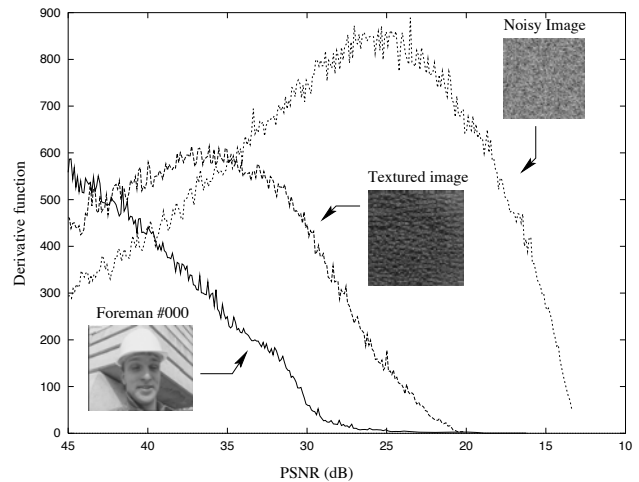 900
800
700
600
500
400
300
200
100
0
Derivative function
Noisy Image
Textured image
Foreman #000
45 40 35 30 25 20 15 10
PSNR (dB)